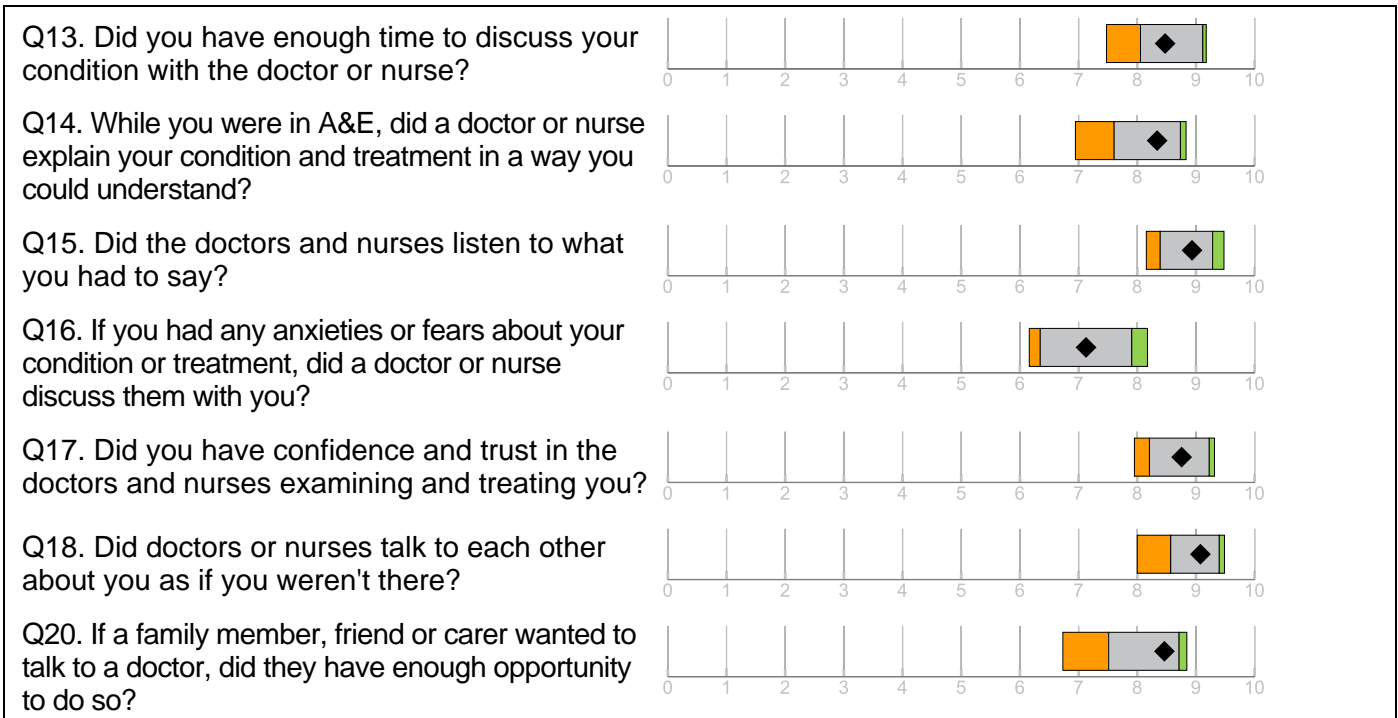 Q13. Did you have enough time to discuss your
condition with the doctor or nurse?
0 1 2 3 4 5 6 7 8 9 10
Q14. While you were in A&E, did a doctor or nurse
explain your condition and treatment in a way you
could understand?
0 1 2 3 4 5 6 7 8 9 10
Q15. Did the doctors and nurses listen to what
you had to say?
0 1 2 3 4 5 6 7 8 9 10
Q16. If you had any anxieties or fears about your
condition or treatment, did a doctor or nurse
discuss them with you?
0 1 2 3 4 5 6 7 8 9 10
Q17. Did you have confidence and trust in the
doctors and nurses examining and treating you?
0 1 2 3 4 5 6 7 8 9 10
Q18. Did doctors or nurses talk to each other
about you as if you weren't there?
0 1 2 3 4 5 6 7 8 9 10
Q20. If a family member, friend or carer wanted to
talk to a doctor, did they have enough opportunity
to do so?
0 1 2 3 4 5 6 7 8 9 10